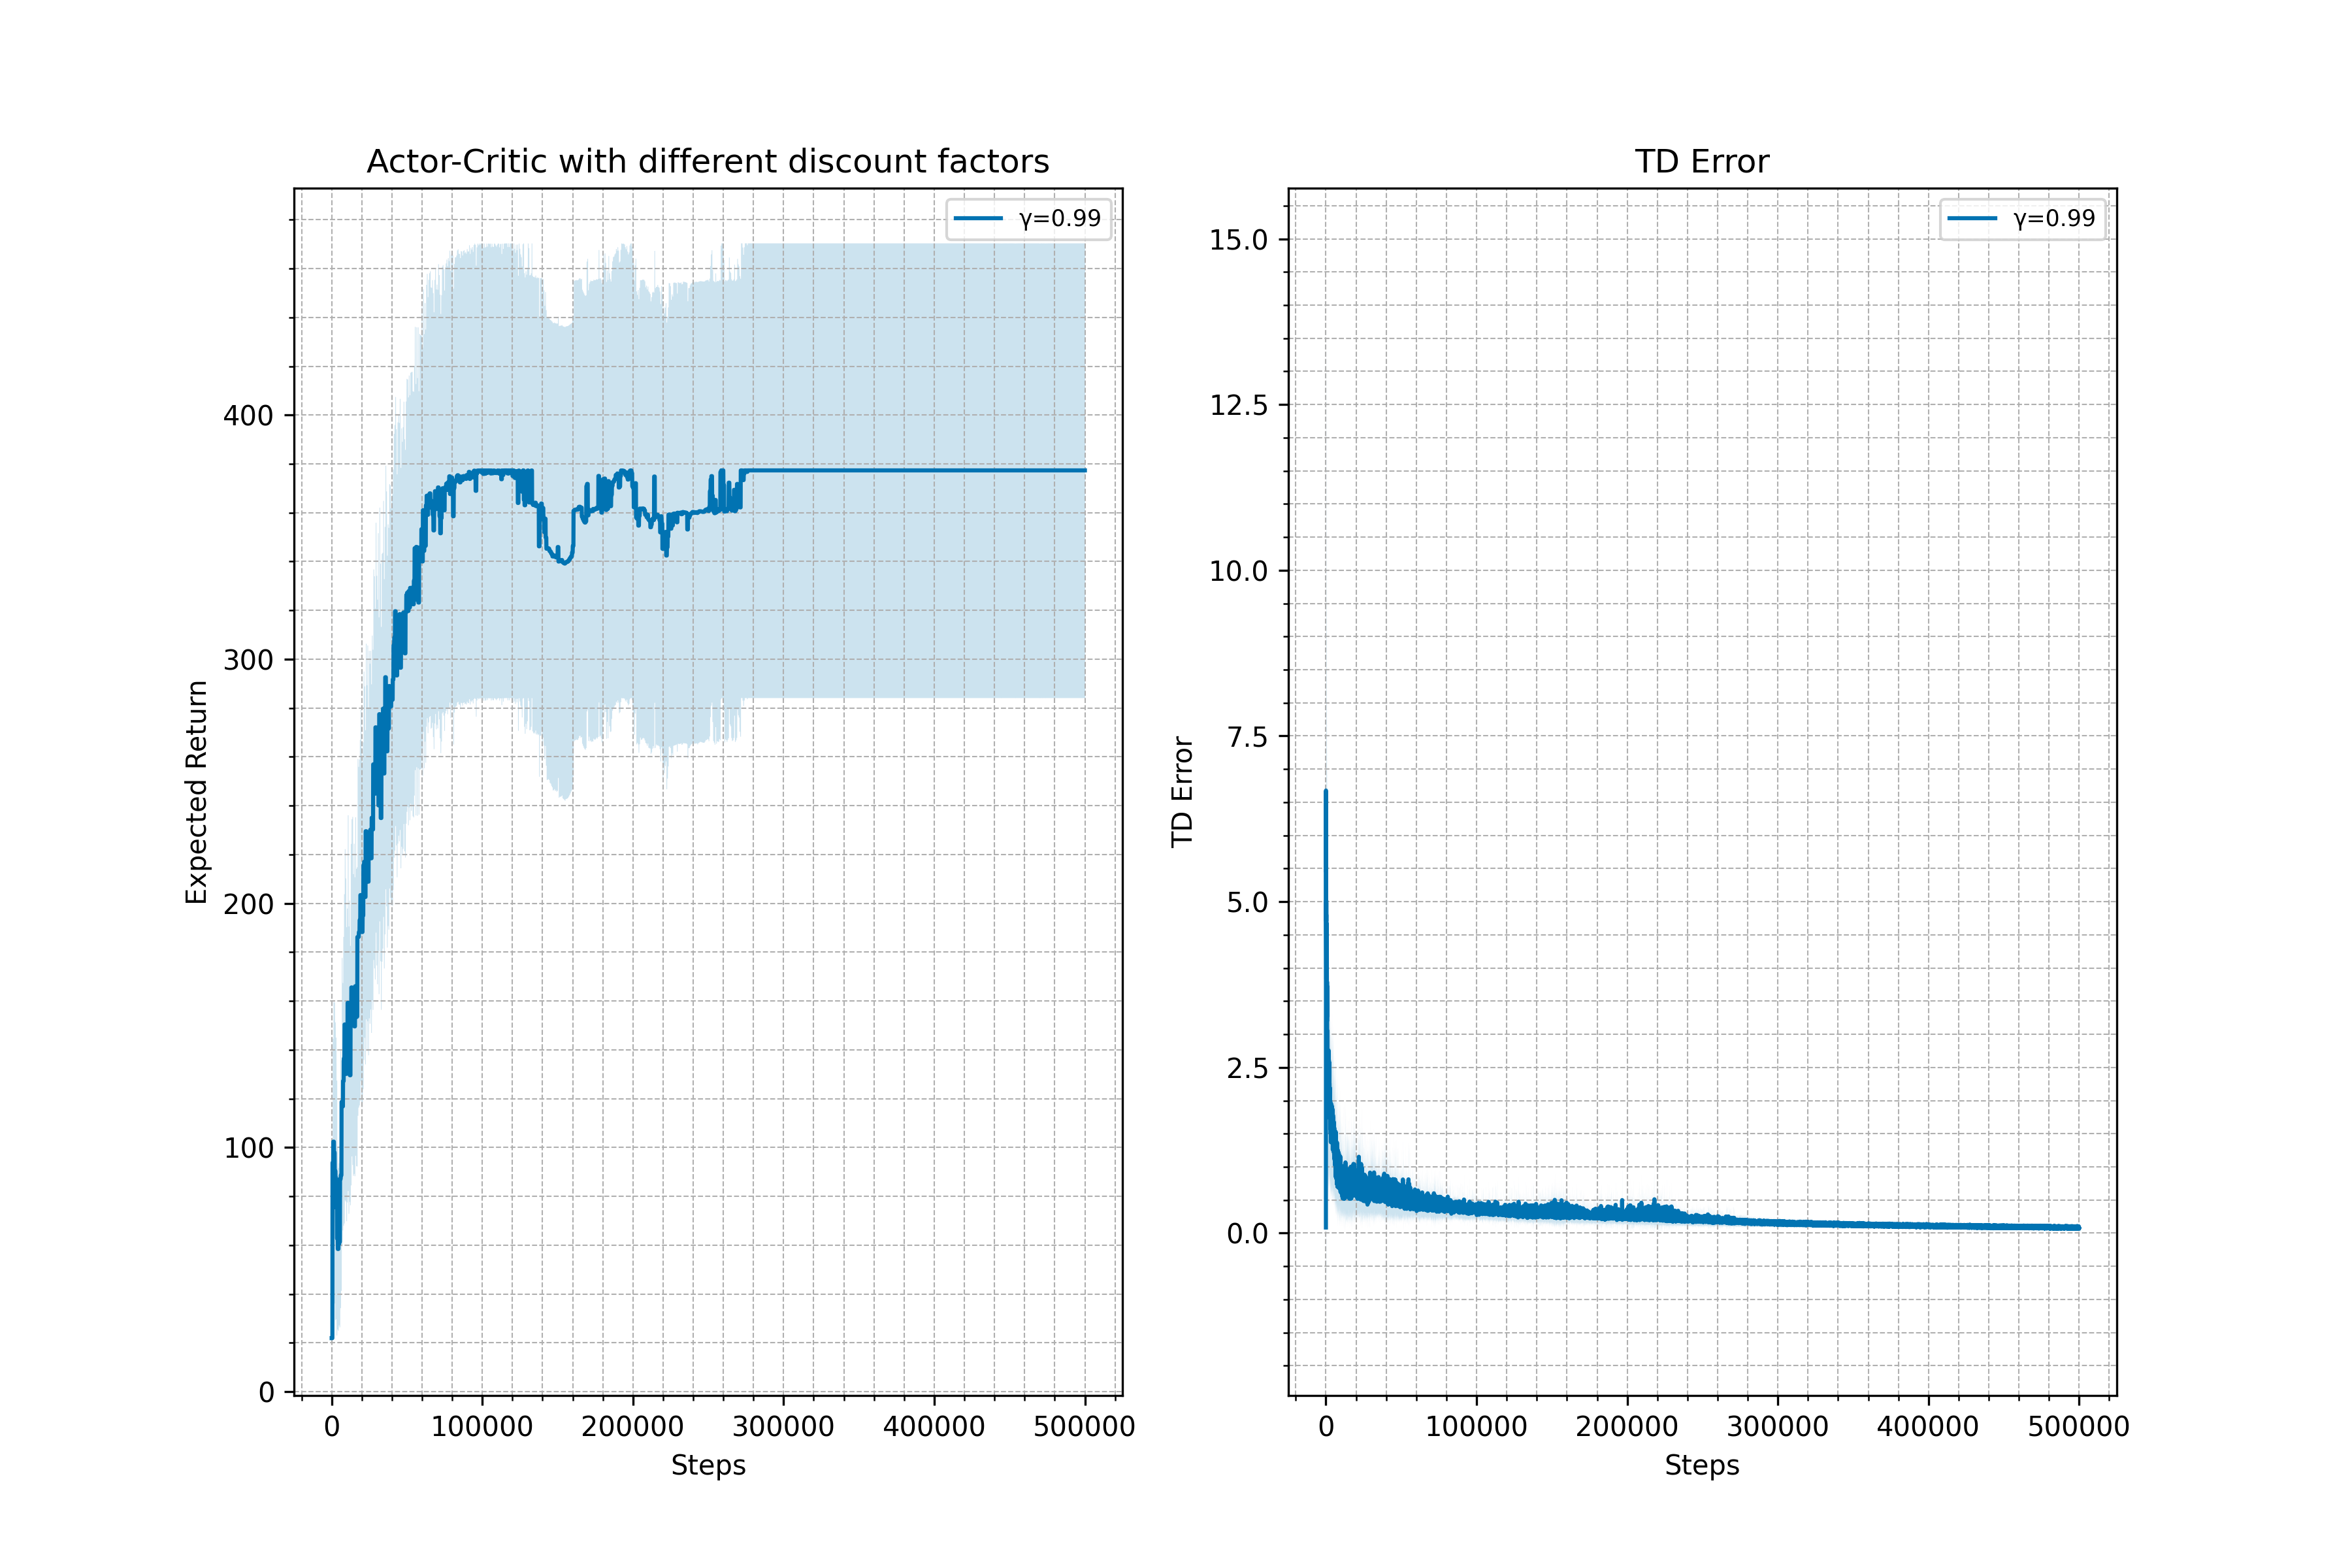 Actor-Critic with different discount factors
γ=0.99
400
300
200
100
0
Expected Return
0 100000 200000 300000 400000 500000
Steps
TD Error
γ=0.99
15.0
12.5
10.0
7.5
5.0
2.5
0.0
TD Error
0 100000 200000 300000 400000 500000
Steps